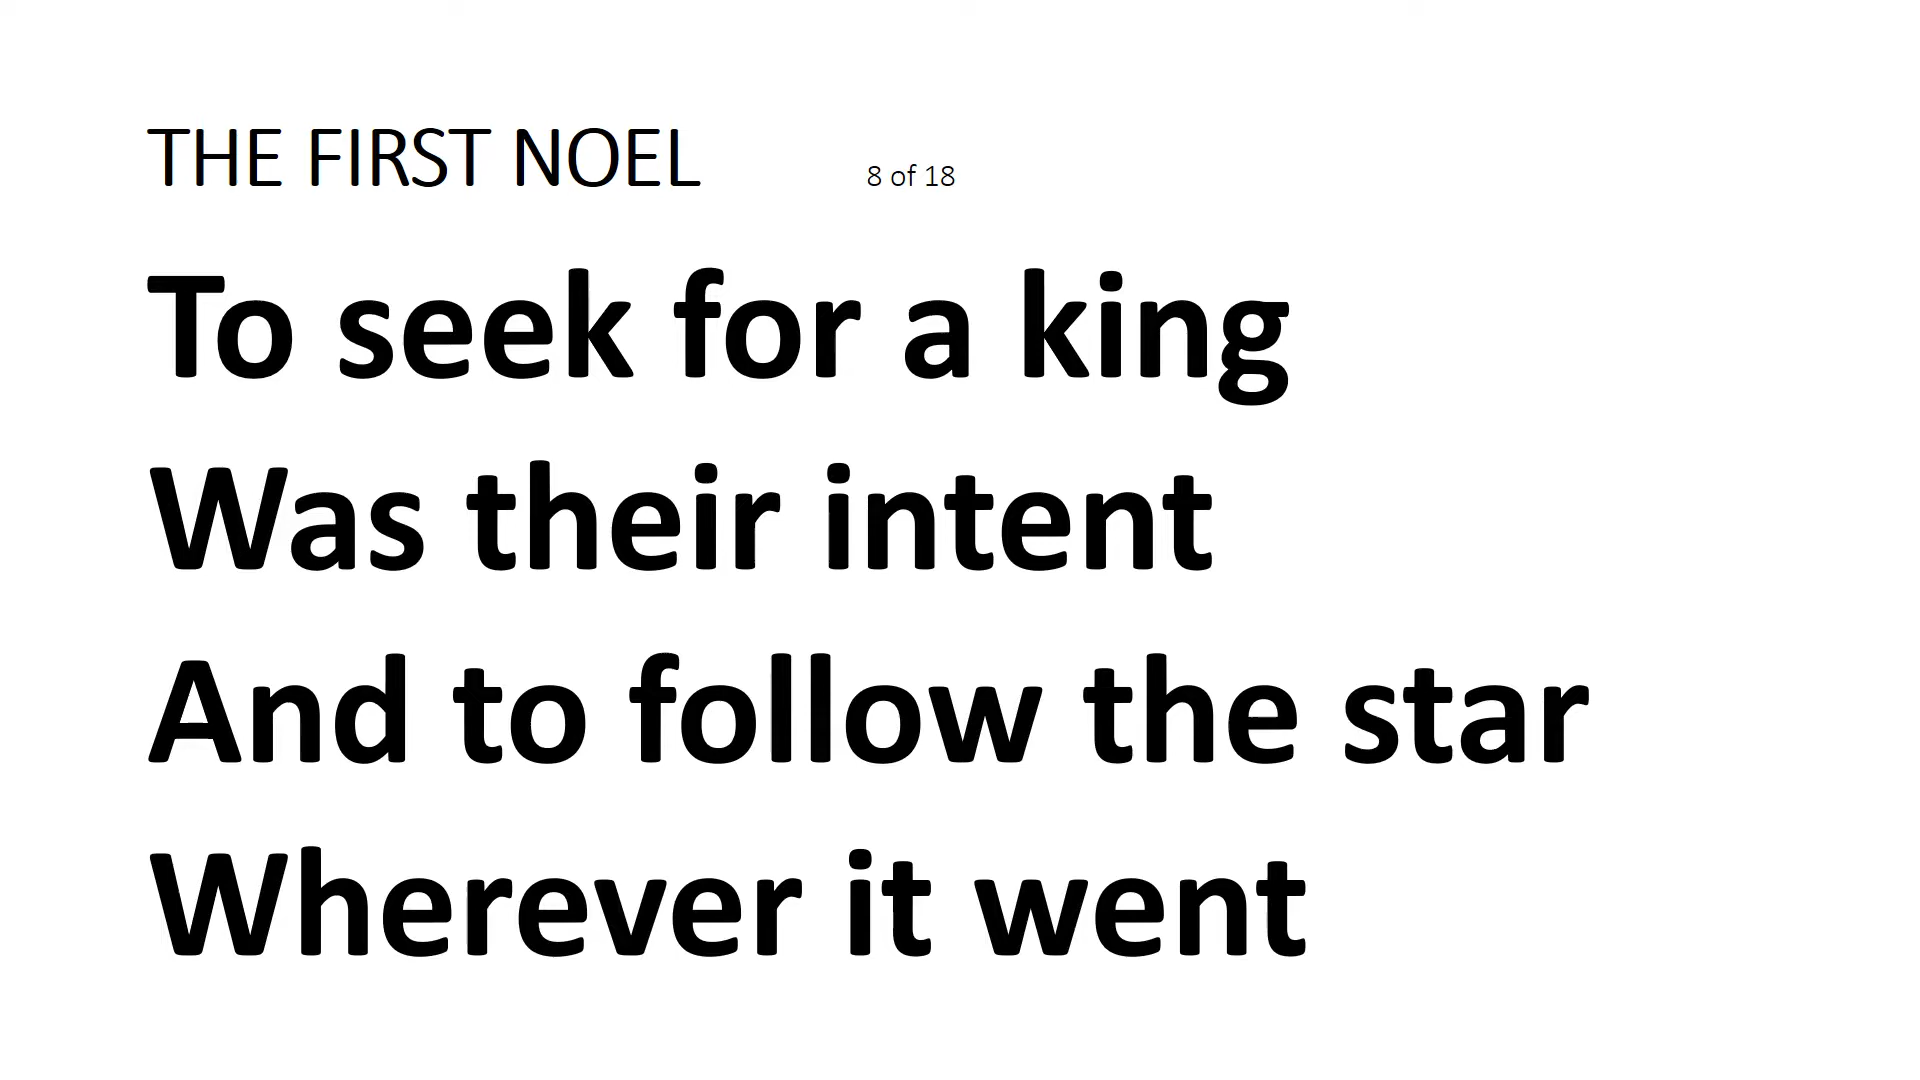 THE FIRST NOEL 8 of 18
To seek for a king
Was their intent
And to follow the star
Wherever it went